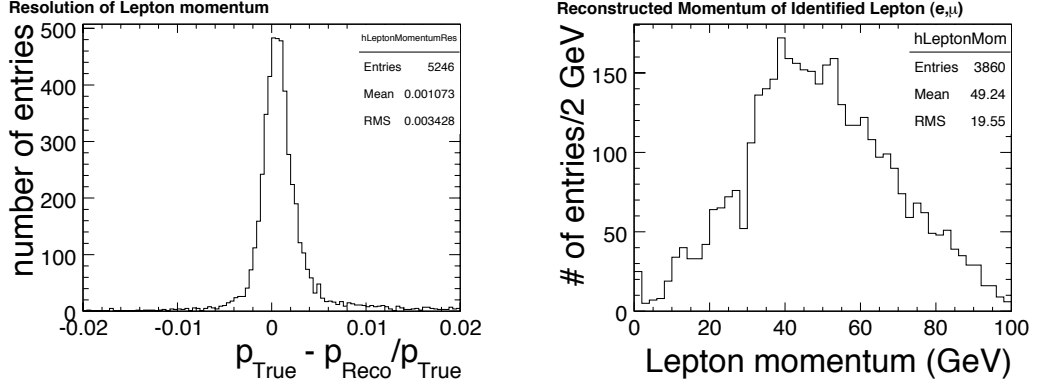 Resolution of Lepton momentum
number of entries
500
400
300
200
100
0
-0.02 -0.01 0 0.01 0.02
pTrue - pReco/pTrue
hLeptonMomentumRes
Entries 5246
Mean 0.001073
RMS 0.003428
Reconstructed Momentum of Identified Lepton (e,μ)
# of entries/2 GeV
150
100
50
0
0 20 40 60 80 100
Lepton momentum (GeV)
hLeptonMom
Entries 3860
Mean 49.24
RMS 19.55